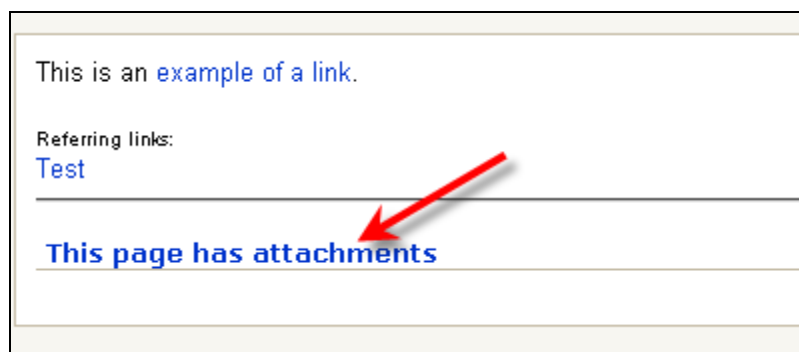 This is an example of a link.
Referring links:
Test
This page has attachments